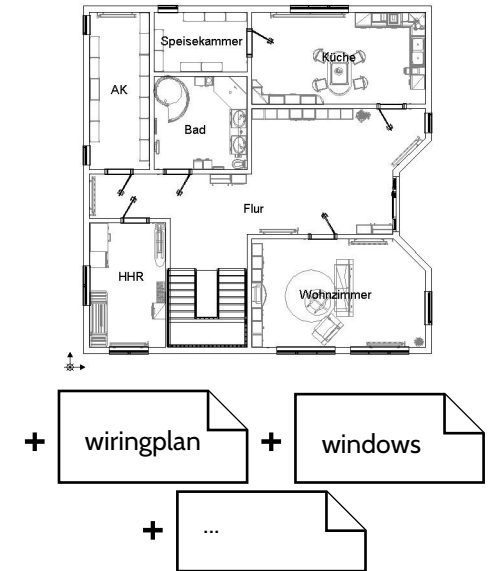 Speisekammer
Küche
AK
Bad
Flur
HHR
Wohnzimmer
+ wiringplan + windows
+ ...